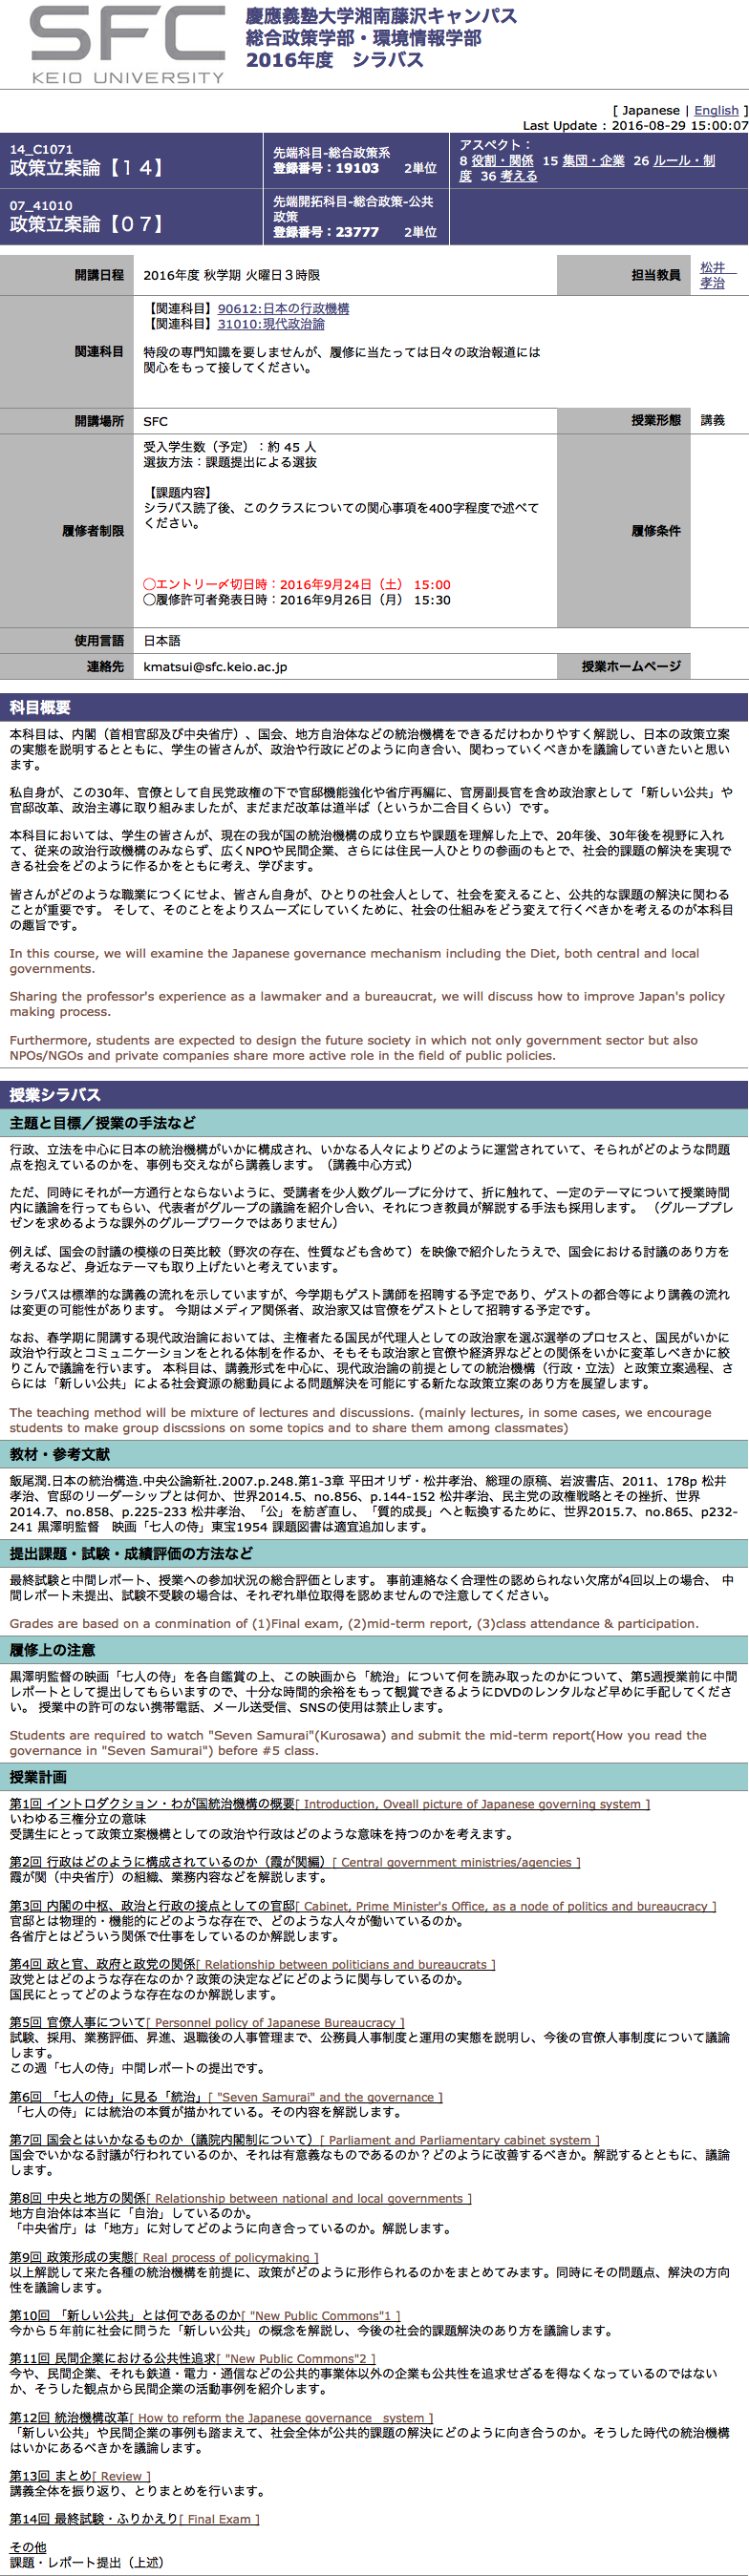 SFC
KEIO UNIVERSITY
慶應義塾大学湘南藤沢キャンパス
総合政策学部・環境情報学部
2016年度　シラバス
[ Japanese | English ]
Last Update : 2016-08-29 15:00:07
14_C1071
政策立案論【１４】
先端科目-総合政策系
登録番号：19103　　2単位
アスペクト：
8 役割・関係 15 集団・企業 26 ルール・制
度 36 考える
07_41010
政策立案論【０７】
先端開拓科目-総合政策-公共
政策
登録番号：23777　　2単位
開講日程
2016年度 秋学期 火曜日３時限
担当教員
松井
孝治
関連科目
【関連科目】90612:日本の行政機構
【関連科目】31010:現代政治論
特段の専門知識を要しませんが、履修に当たっては日々の政治報道には
関心をもって接してください。
開講場所
SFC
授業形態
講義
履修者制限
受入学生数（予定）：約 45 人
選抜方法：課題提出による選抜
【課題内容】
シラバス読了後、このクラスについての関心事項を400字程度で述べて
ください。
◯エントリー〆切日時：2016年9月24日（土） 15:00
◯履修許可者発表日時：2016年9月26日（月） 15:30
履修条件
使用言語
日本語
連絡先
kmatsui@sfc.keio.ac.jp
授業ホームページ
科目概要
本科目は、内閣（首相官邸及び中央省庁）、国会、地方自治体などの統治機構をできるだけわかりやすく解説し、日本の政策立案
の実態を説明するとともに、学生の皆さんが、政治や行政にどのように向き合い、関わっていくべきかを議論していきたいと思い
ます。
私自身が、この30年、官僚として自民党政権の下で官邸機能強化や省庁再編に、官房副長官を含め政治家として「新しい公共」や
官邸改革、政治主導に取り組みましたが、まだまだ改革は道半ば（というか二合目くらい）です。
本科目においては、学生の皆さんが、現在の我が国の統治機構の成り立ちや課題を理解した上で、20年後、30年後を視野に入れ
て、従来の政治行政機構のみならず、広くNPOや民間企業、さらには住民一人ひとりの参画のもとで、社会的課題の解決を実現で
きる社会をどのように作るかをともに考え、学びます。
皆さんがどのような職業につくにせよ、皆さん自身が、ひとりの社会人として、社会を変えること、公共的な課題の解決に関わる
ことが重要です。 そして、そのことをよりスムーズにしていくために、社会の仕組みをどう変えて行くべきかを考えるのが本科目
の趣旨です。
In this course, we will examine the Japanese governance mechanism including the Diet, both central and local
governments.
Sharing the professor's experience as a lawmaker and a bureaucrat, we will discuss how to improve Japan's policy
making process.
Furthermore, students are expected to design the future society in which not only government sector but also
NPOs/NGOs and private companies share more active role in the field of public policies.
授業シラバス
主題と目標／授業の手法など
行政、立法を中心に日本の統治機構がいかに構成され、いかなる人々によりどのように運営されていて、そられがどのような問題
点を抱えているのかを、事例も交えながら講義します。（講義中心方式）
ただ、同時にそれが一方通行とならないように、受講者を少人数グループに分けて、折に触れて、一定のテーマについて授業時間
内に議論を行ってもらい、代表者がグループの議論を紹介し合い、それにつき教員が解説する手法も採用します。 （グループプレ
ゼンを求めるような課外のグループワークではありません）
例えば、国会の討議の模様の日英比較（野次の存在、性質なども含めて）を映像で紹介したうえで、国会における討議のあり方を
考えるなど、身近なテーマも取り上げたいと考えています。
シラバスは標準的な講義の流れを示していますが、今学期もゲスト講師を招聘する予定であり、ゲストの都合等により講義の流れ
は変更の可能性があります。 今期はメディア関係者、政治家又は官僚をゲストとして招聘する予定です。
なお、春学期に開講する現代政治論においては、主権者たる国民が代理人としての政治家を選ぶ選挙のプロセスと、国民がいかに
政治や行政とコミュニケーションをとれる体制を作るか、そもそも政治家と官僚や経済界などとの関係をいかに変革しべきかに絞
りこんで議論を行います。 本科目は、講義形式を中心に、現代政治論の前提としての統治機構（行政・立法）と政策立案過程、さ
らには「新しい公共」による社会資源の総動員による問題解決を可能にする新たな政策立案のあり方を展望します。
The teaching method will be mixture of lectures and discussions. (mainly lectures, in some cases, we encourage
students to make group discssions on some topics and to share them among classmates)
教材・参考文献
飯尾潤.日本の統治構造.中央公論新社.2007.p.248.第1-3章 平田オリザ・松井孝治、総理の原稿、岩波書店、2011、178p 松井
孝治、官邸のリーダーシップとは何か、世界2014.5、no.856、p.144-152 松井孝治、民主党の政権戦略とその挫折、世界
2014.7、no.858、p.225-233 松井孝治、「公」を紡ぎ直し、「質的成長」へと転換するために、世界2015.7、no.865、p232-
241 黒澤明監督　映画「七人の侍」東宝1954 課題図書は適宜追加します。
提出課題・試験・成績評価の方法など
最終試験と中間レポート、授業への参加状況の総合評価とします。 事前連絡なく合理性の認められない欠席が4回以上の場合、 中
間レポート未提出、試験不受験の場合は、それぞれ単位取得を認めませんので注意してください。
Grades are based on a conmination of (1)Final exam, (2)mid-term report, (3)class attendance & participation.
履修上の注意
黒澤明監督の映画「七人の侍」を各自鑑賞の上、この映画から「統治」について何を読み取ったのかについて、第5週授業前に中間
レポートとして提出してもらいますので、十分な時間的余裕をもって観賞できるようにDVDのレンタルなど早めに手配してくださ
い。 授業中の許可のない携帯電話、メール送受信、SNSの使用は禁止します。
Students are required to watch "Seven Samurai"(Kurosawa) and submit the mid-term report(How you read the
governance in "Seven Samurai") before #5 class.
授業計画
第1回 イントロダクション・わが国統治機構の概要[ Introduction, Oveall picture of Japanese governing system ]
いわゆる三権分立の意味
受講生にとって政策立案機構としての政治や行政はどのような意味を持つのかを考えます。
第2回 行政はどのように構成されているのか（霞が関編）[ Central government ministries/agencies ]
霞が関（中央省庁）の組織、業務内容などを解説します。
第3回 内閣の中枢、政治と行政の接点としての官邸[ Cabinet, Prime Minister's Office, as a node of politics and bureaucracy ]
官邸とは物理的・機能的にどのような存在で、どのような人々が働いているのか。
各省庁とはどういう関係で仕事をしているのか解説します。
第4回 政と官、政府と政党の関係[ Relationship between politicians and bureaucrats ]
政党とはどのような存在なのか？政策の決定などにどのように関与しているのか。
国民にとってどのような存在なのか解説します。
第5回 官僚人事について[ Personnel policy of Japanese Bureaucracy ]
試験、採用、業務評価、昇進、退職後の人事管理まで、公務員人事制度と運用の実態を説明し、今後の官僚人事制度について議論
します。
この週「七人の侍」中間レポートの提出です。
第6回 「七人の侍」に見る「統治」[ "Seven Samurai" and the governance ]
「七人の侍」には統治の本質が描かれている。その内容を解説します。
第7回 国会とはいかなるものか（議院内閣制について）[ Parliament and Parliamentary cabinet system ]
国会でいかなる討議が行われているのか、それは有意義なものであるのか？どのように改善するべきか。解説するとともに、議論
します。
第8回 中央と地方の関係[ Relationship between national and local governments ]
地方自治体は本当に「自治」しているのか。
「中央省庁」は「地方」に対してどのように向き合っているのか。解説します。
第9回 政策形成の実態[ Real process of policymaking ]
以上解説して来た各種の統治機構を前提に、政策がどのように形作られるのかをまとめてみます。同時にその問題点、解決の方向
性を議論します。
第10回 「新しい公共」とは何であるのか[ "New Public Commons"1 ]
今から５年前に社会に問うた「新しい公共」の概念を解説し、今後の社会的課題解決のあり方を議論します。
第11回 民間企業における公共性追求[ "New Public Commons"2 ]
今や、民間企業、それも鉄道・電力・通信などの公共的事業体以外の企業も公共性を追求せざるを得なくなっているのではない
か、そうした観点から民間企業の活動事例を紹介します。
第12回 統治機構改革[ How to reform the Japanese governance　system ]
「新しい公共」や民間企業の事例も踏まえて、社会全体が公共的課題の解決にどのように向き合うのか。そうした時代の統治機構
はいかにあるべきかを議論します。
第13回 まとめ[ Review ]
講義全体を振り返り、とりまとめを行います。
第14回 最終試験・ふりかえり[ Final Exam ]
その他
課題・レポート提出（上述）